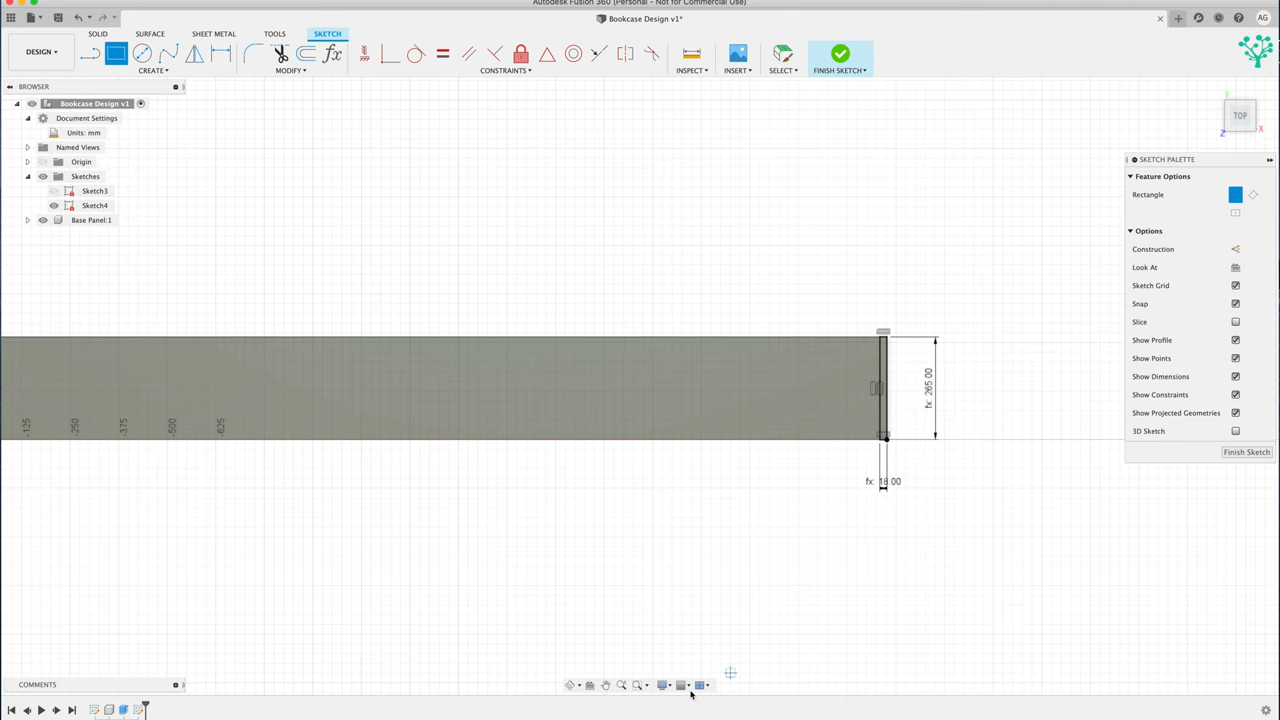 Autodesk Fusion 360 (Personal - Not for Commercial Use)
Bookcase Design v1*
AG
SOLID SURFACE SHEET METAL TOOLS SKETCH
DESIGN
fx
CREATE MODIFY CONSTRAINTS INSPECT INSERT SELECT FINISH SKETCH
BROWSER
Bookcase Design v1
Document Settings
Units: mm
Named Views
Origin
Sketches
Sketch3
Sketch4
Base Panel:1
Y
TOP
X
Z
SKETCH PALETTE
Feature Options
Rectangle
Options
Construction
Look At
Sketch Grid
Snap
Slice
Show Profile
Show Points
Show Dimensions
Show Constraints
Show Projected Geometries
3D Sketch
Finish Sketch
fx: 265.00
-125 -250 -375 -500 -625
fx: 18.00
COMMENTS